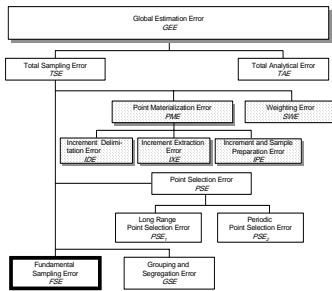 Global Estimation Error
GEE
Total Sampling Error
TSE
Total Analytical Error
TAE
Point Materialization Error
PME
Weighting Error
SWE
Increment Delimi-
tation Error
IDE
Increment Extraction
Error
IXE
Increment and Sample
Preparation Error
IPE
Point Selection Error
PSE
Long Range
Point Selection Error
PSE1
Periodic
Point Selection Error
PSE2
Fundamental
Sampling Error
FSE
Grouping and
Segregation Error
GSE